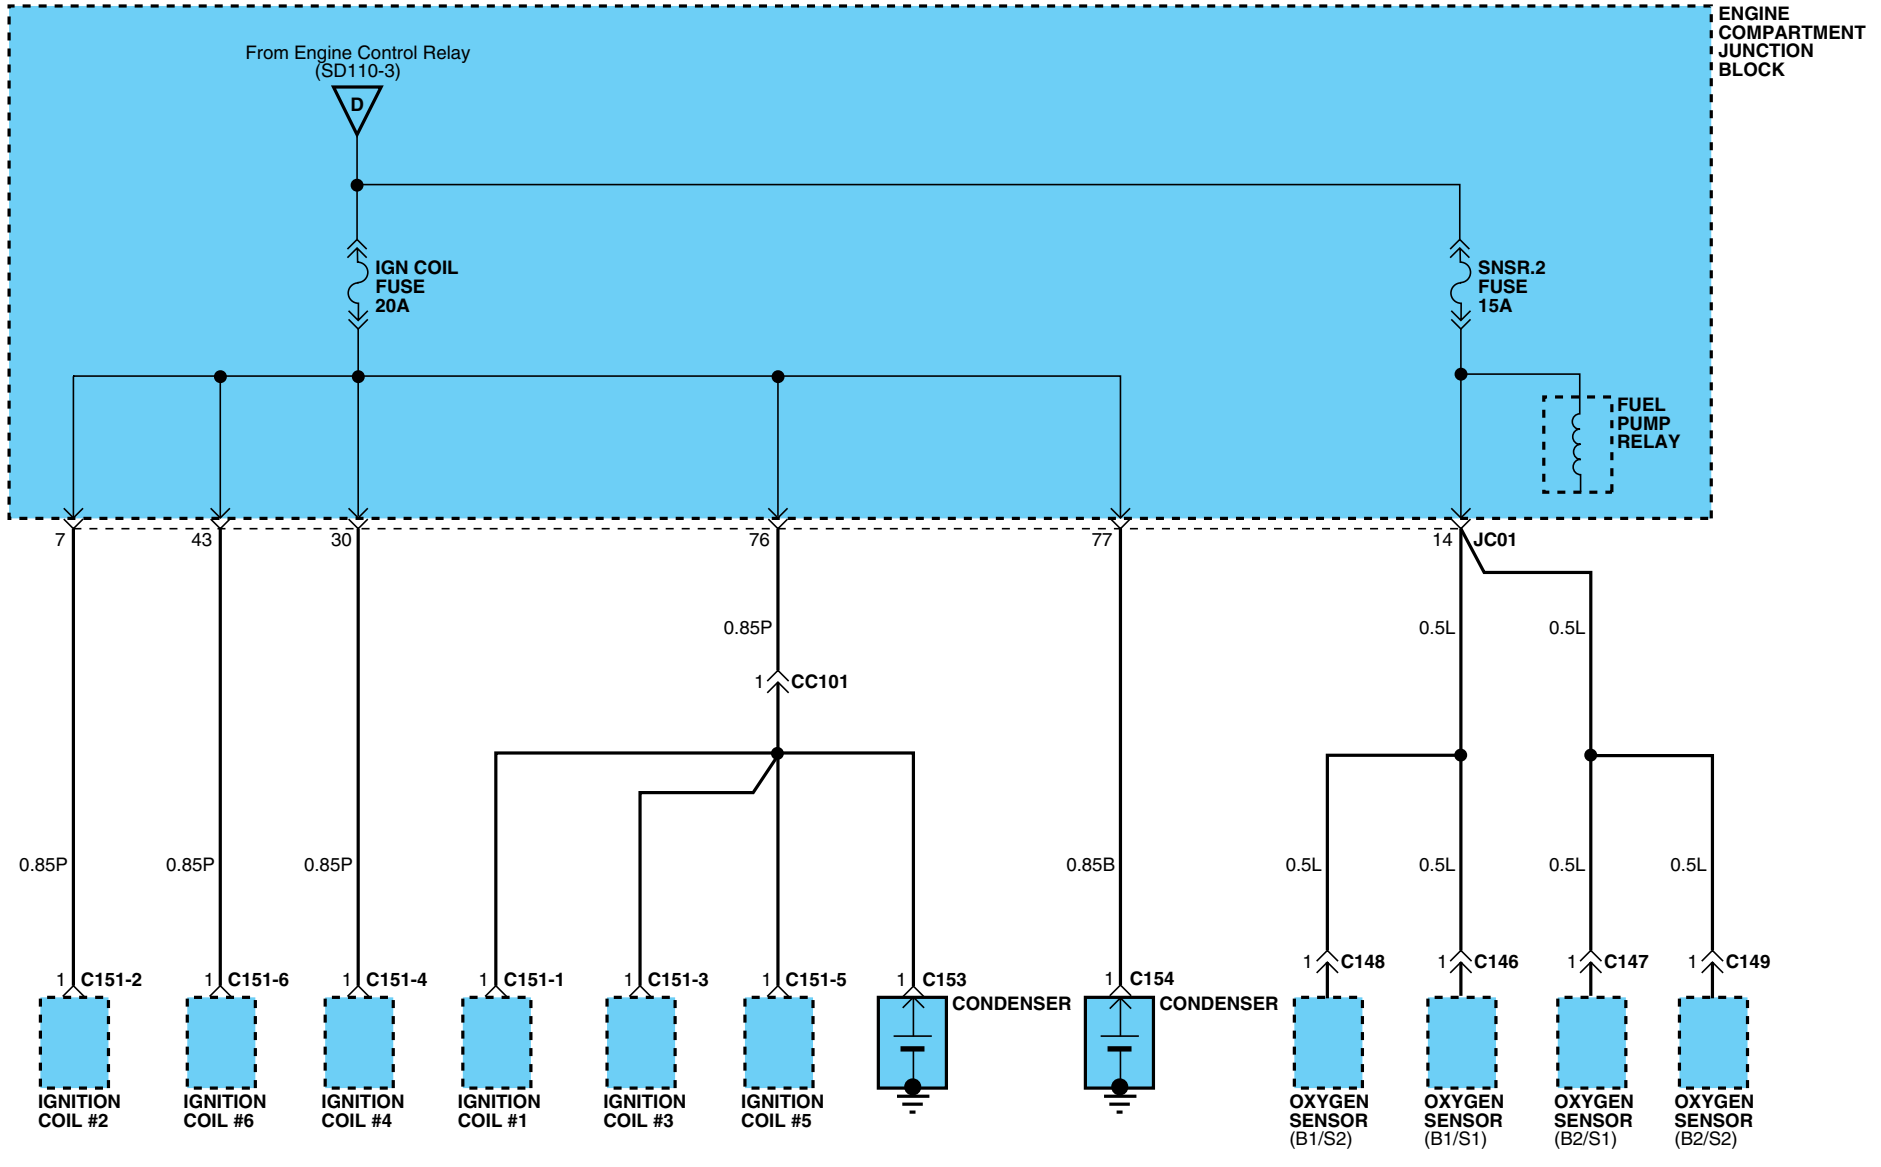 ENGINE
COMPARTMENT
JUNCTION
BLOCK
From Engine Control Relay
(SD110-3)
D
IGN COIL
FUSE
20A
SNSR.2
FUSE
15A
FUEL
PUMP
RELAY
7
43
30
76
77
14
JC01
0.85P
0.5L
0.5L
1
CC101
0.85P
0.85P
0.85P
0.85B
0.5L
0.5L
0.5L
0.5L
1
C148
1
C146
1
C147
1
C149
1
C151-2
1
C151-6
1
C151-4
1
C151-1
1
C151-3
1
C151-5
1
C153
1
C154
CONDENSER
CONDENSER
IGNITION
COIL #2
IGNITION
COIL #6
IGNITION
COIL #4
IGNITION
COIL #1
IGNITION
COIL #3
IGNITION
COIL #5
OXYGEN
SENSOR
(B1/S2)
OXYGEN
SENSOR
(B1/S1)
OXYGEN
SENSOR
(B2/S1)
OXYGEN
SENSOR
(B2/S2)